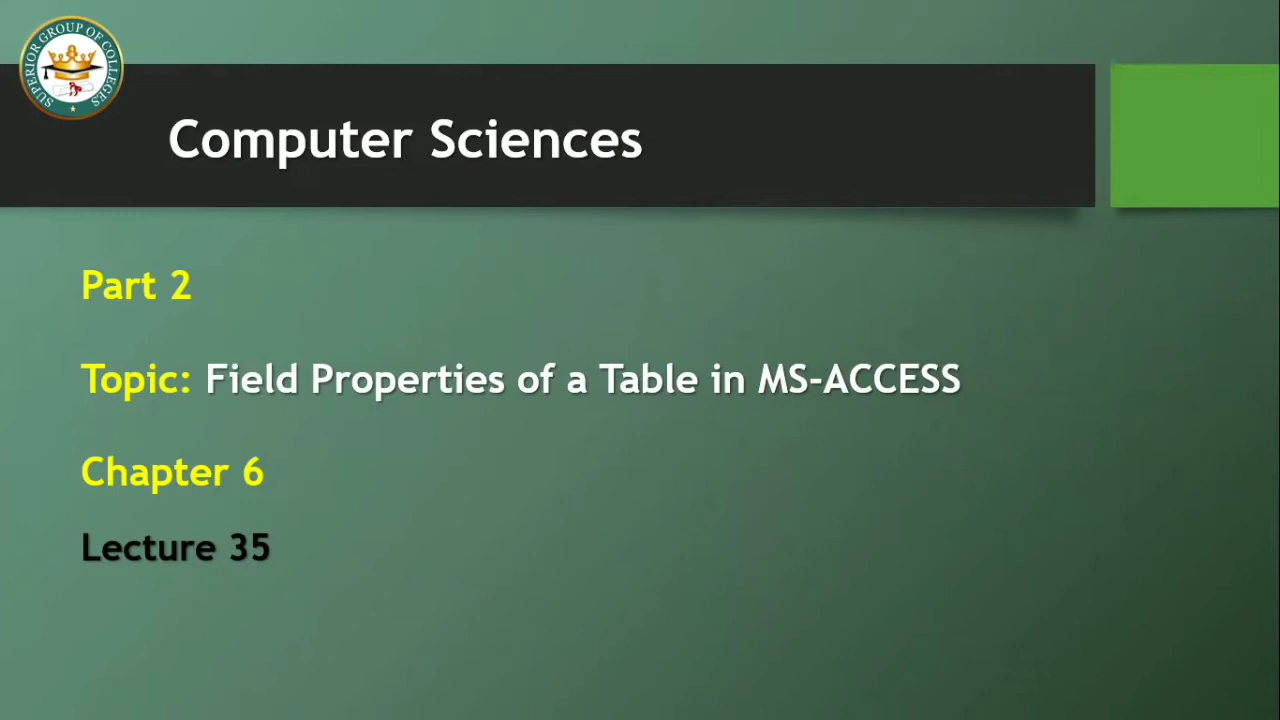 SUPERIOR GROUP OF COLLEGES
Computer Sciences
Part 2
Topic: Field Properties of a Table in MS-ACCESS
Chapter 6
Lecture 35